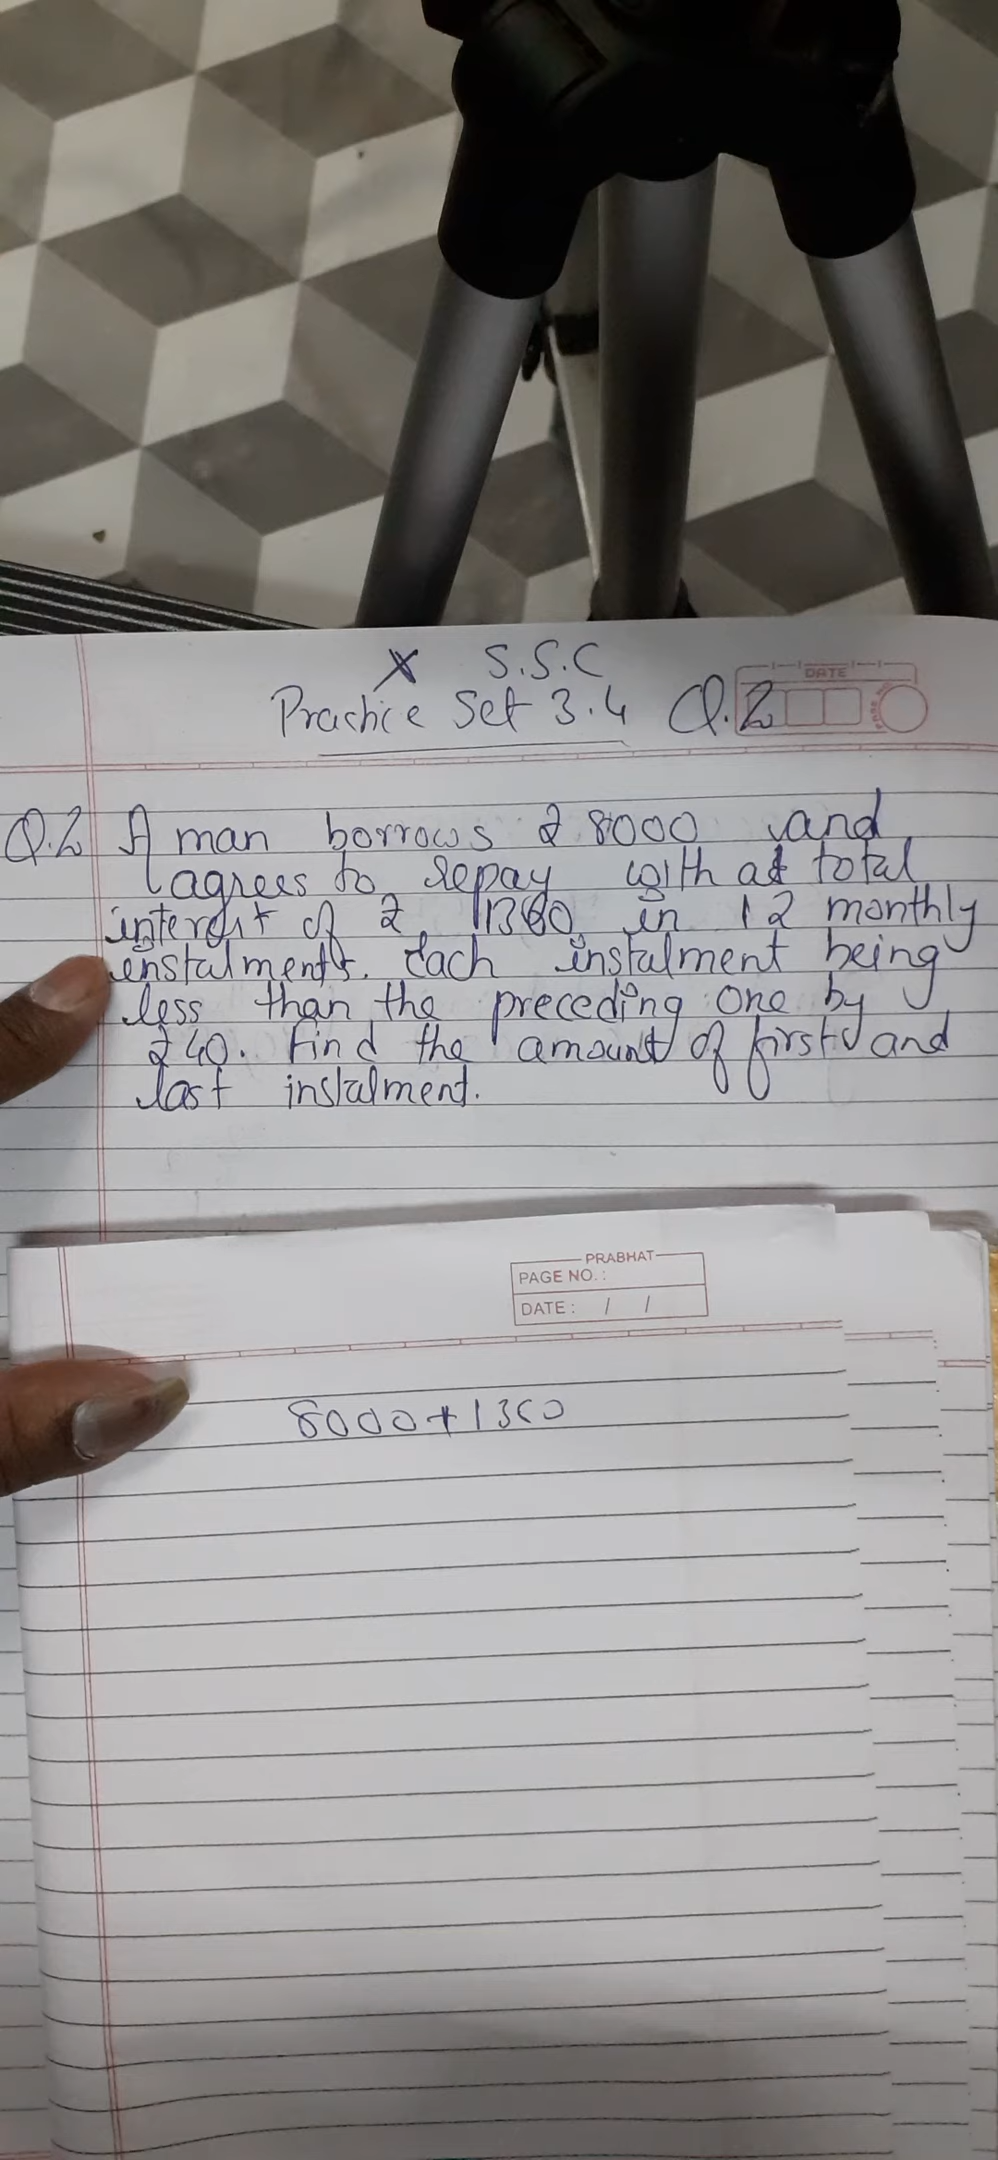 X S.S.C
Practice Set 3.4 Q.2
DATE
Q.2 A man borrows ₹ 8000 and
agrees to repay with at total
interest of ₹ 1360 in 12 monthly
instalments. Each instalment being
less than the preceding one by
₹ 40. Find the amount of first and
last instalment.
PRABHAT
PAGE NO.:
DATE: / /
8000+1360